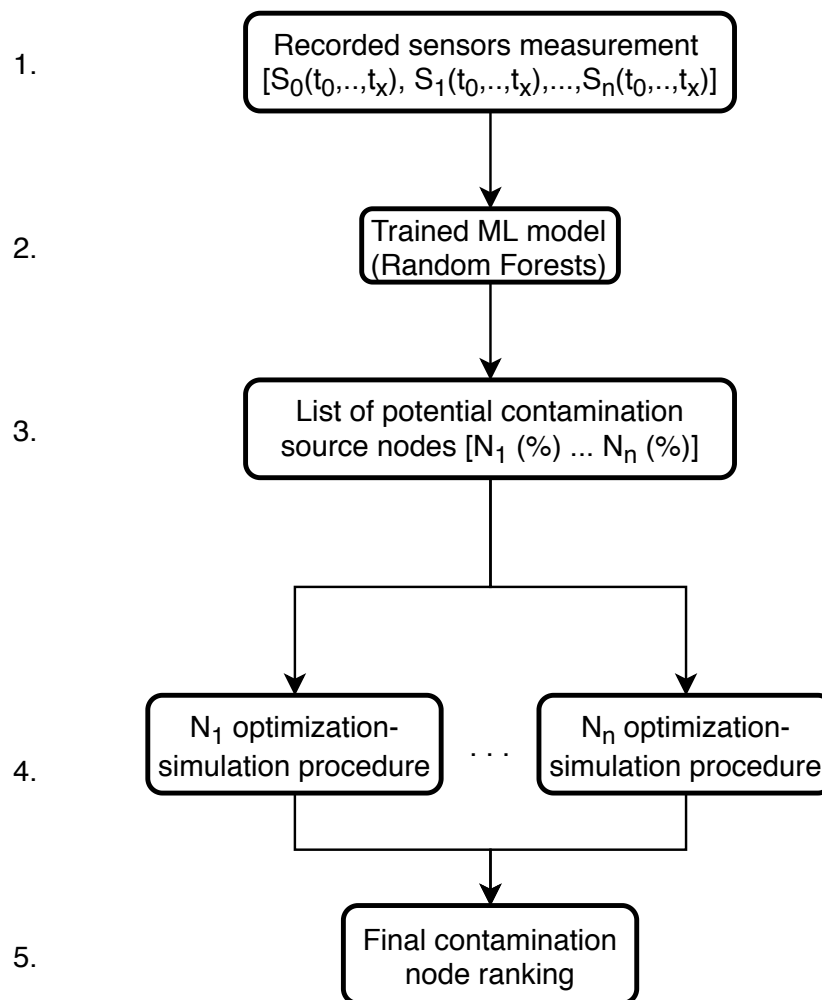 1.
Recorded sensors measurement
[S₀(t₀,..,tₓ), S₁(t₀,..,tₓ),...,Sₙ(t₀,..,tₓ)]
2.
Trained ML model
(Random Forests)
3.
List of potential contamination
source nodes [N₁ (%) ... Nₙ (%)]
4.
N₁ optimization-
simulation procedure
. . .
Nₙ optimization-
simulation procedure
5.
Final contamination
node ranking